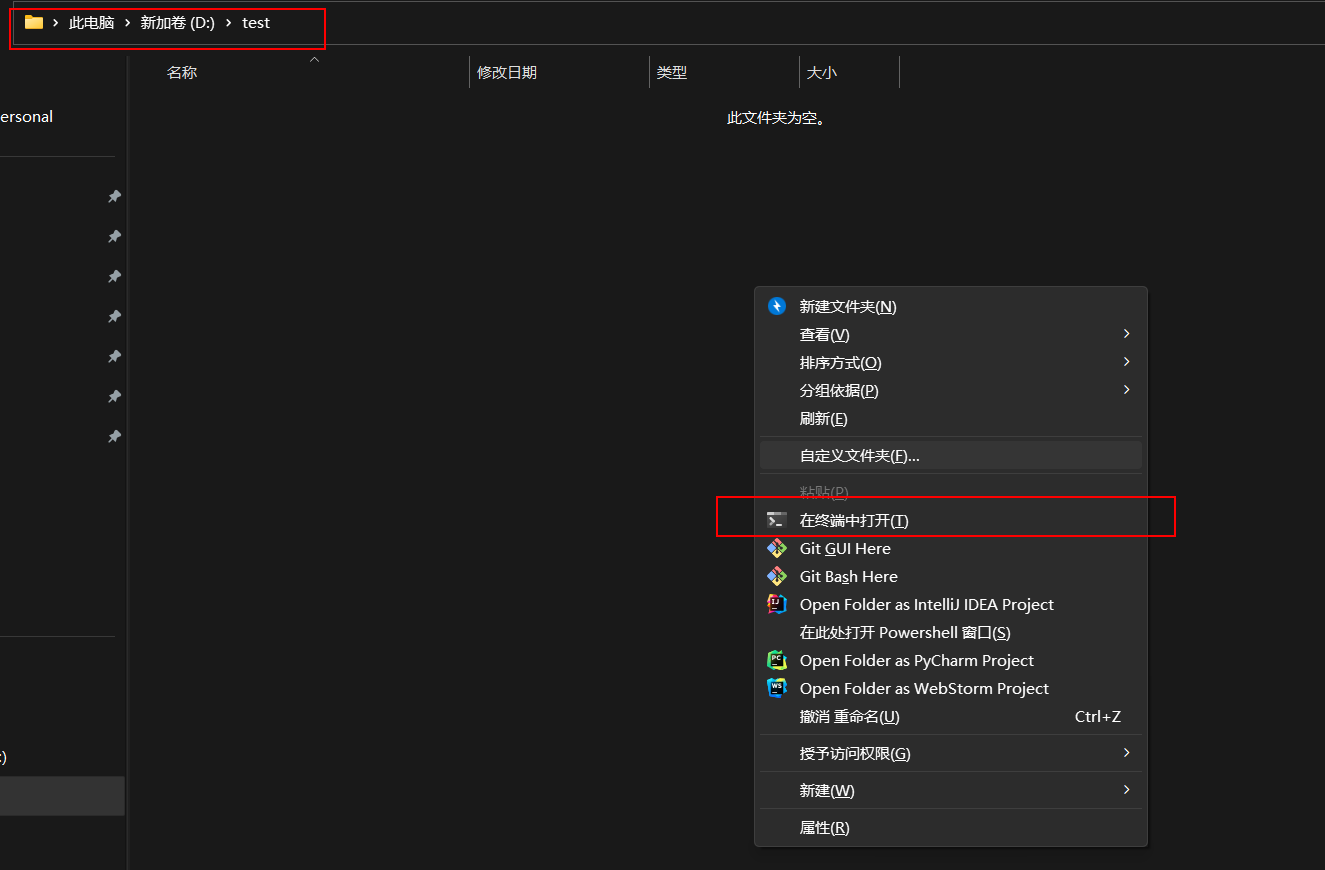 此电脑 > 新加卷 (D:) > test
名称 修改日期 类型 大小
ersonal
此文件夹为空。
新建文件夹(N)
查看(V)
排序方式(O)
分组依据(P)
刷新(E)
自定义文件夹(F)...
粘贴(P)
在终端中打开(T)
Git GUI Here
Git Bash Here
Open Folder as IntelliJ IDEA Project
在此处打开 Powershell 窗口(S)
Open Folder as PyCharm Project
Open Folder as WebStorm Project
撤消 重命名(U) Ctrl+Z
:)
授予访问权限(G)
新建(W)
属性(R)